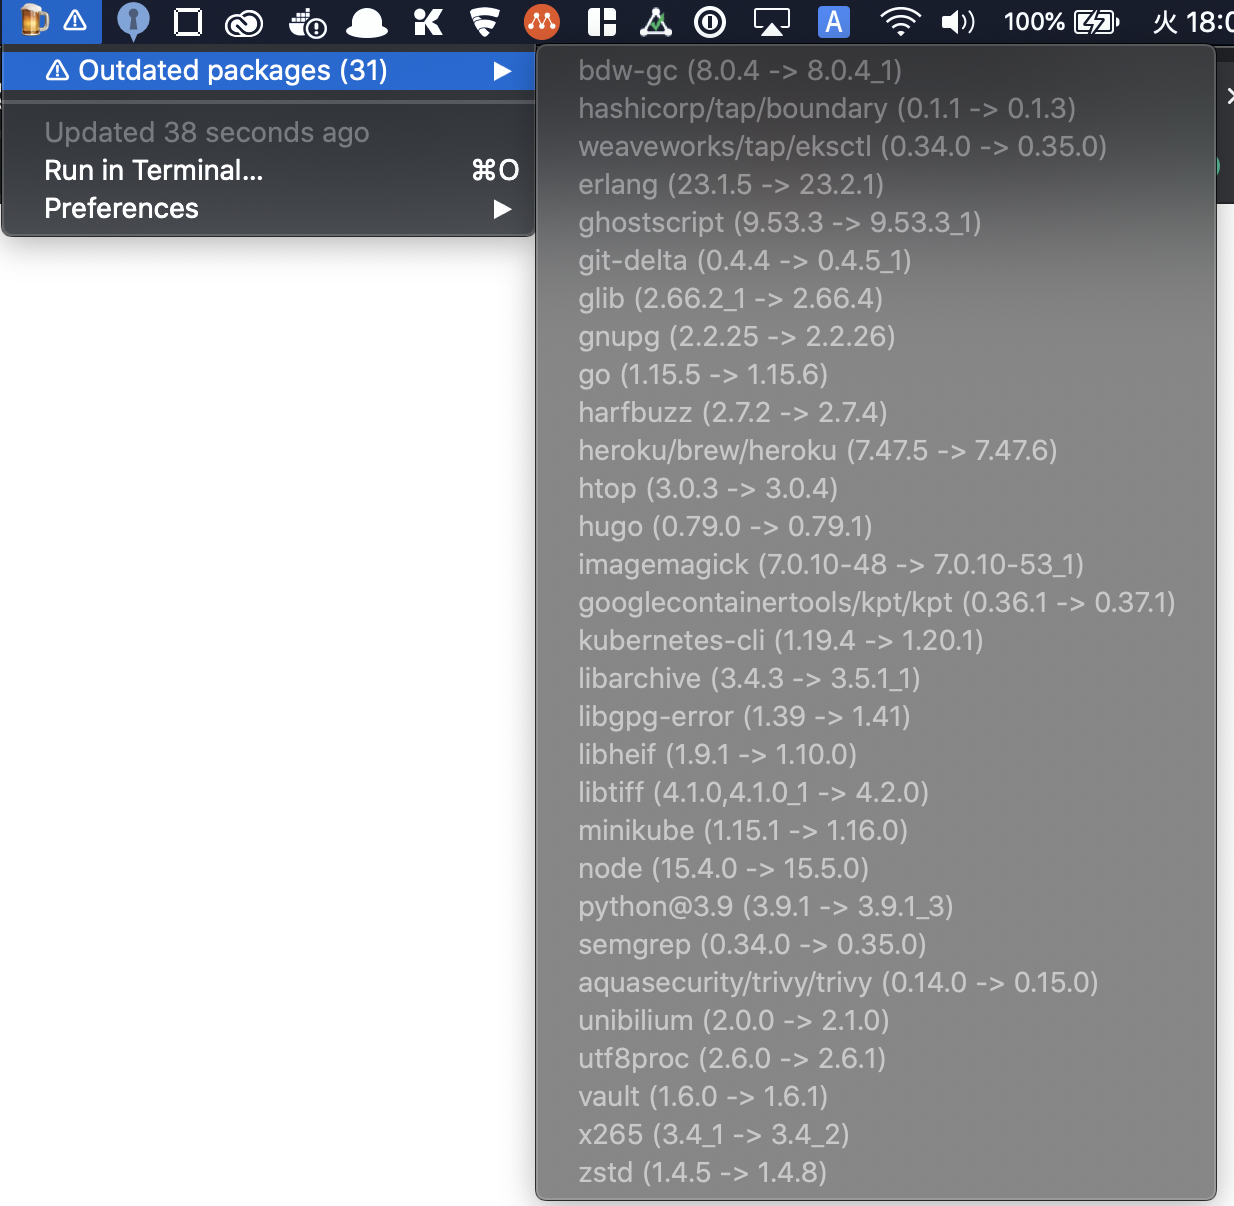 A
100%
火 18:0
⚠ Outdated packages (31) ▶
Updated 38 seconds ago
Run in Terminal... ⌘O
Preferences ▶
bdw-gc (8.0.4 -> 8.0.4_1)
hashicorp/tap/boundary (0.1.1 -> 0.1.3)
weaveworks/tap/eksctl (0.34.0 -> 0.35.0)
erlang (23.1.5 -> 23.2.1)
ghostscript (9.53.3 -> 9.53.3_1)
git-delta (0.4.4 -> 0.4.5_1)
glib (2.66.2_1 -> 2.66.4)
gnupg (2.2.25 -> 2.2.26)
go (1.15.5 -> 1.15.6)
harfbuzz (2.7.2 -> 2.7.4)
heroku/brew/heroku (7.47.5 -> 7.47.6)
htop (3.0.3 -> 3.0.4)
hugo (0.79.0 -> 0.79.1)
imagemagick (7.0.10-48 -> 7.0.10-53_1)
googlecontainertools/kpt/kpt (0.36.1 -> 0.37.1)
kubernetes-cli (1.19.4 -> 1.20.1)
libarchive (3.4.3 -> 3.5.1_1)
libgpg-error (1.39 -> 1.41)
libheif (1.9.1 -> 1.10.0)
libtiff (4.1.0,4.1.0_1 -> 4.2.0)
minikube (1.15.1 -> 1.16.0)
node (15.4.0 -> 15.5.0)
python@3.9 (3.9.1 -> 3.9.1_3)
semgrep (0.34.0 -> 0.35.0)
aquasecurity/trivy/trivy (0.14.0 -> 0.15.0)
unibilium (2.0.0 -> 2.1.0)
utf8proc (2.6.0 -> 2.6.1)
vault (1.6.0 -> 1.6.1)
x265 (3.4_1 -> 3.4_2)
zstd (1.4.5 -> 1.4.8)